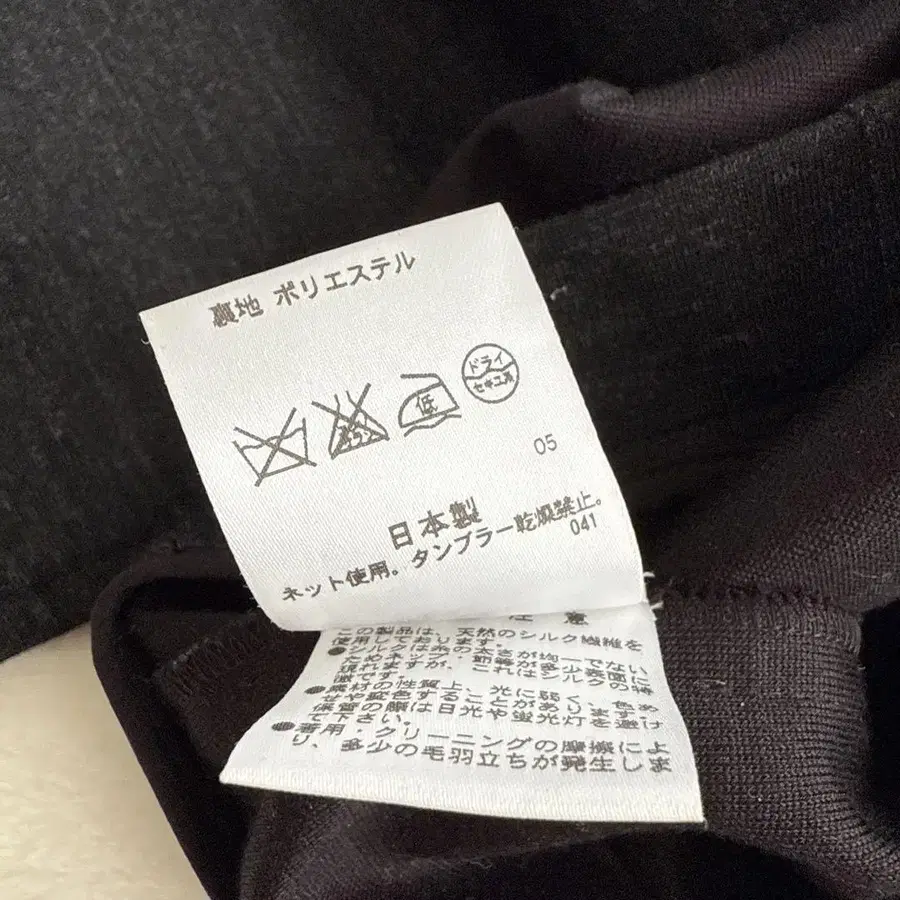 裏地 ポリエステル
エンソ
低
ドライ
セキユ系
05
日本製
041
ネット使用。タンブラー乾燥禁止。
注 意
この製品は、天然のシルク繊維を
使用しております。
●シルクは糸の太さが均一でない
ためネップ・節等が多少表面に
現れますが、これはシルクの特
徴です。
●素材の性質上、光に弱く、色あ
せや変色することがあります。
保管の際は日光や蛍光灯を避け
て下さい。
●着用・クリーニングの摩擦によ
り、多少の毛羽立ちが発生しま